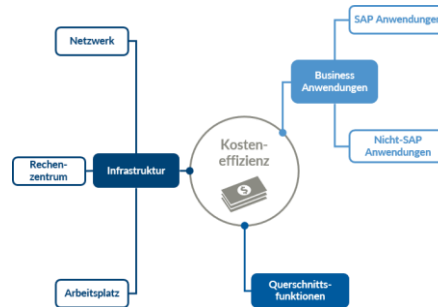 Netzwerk
Rechen-
zentrum
Infrastruktur
Arbeitsplatz
Kosten-
effizienz
$
SAP Anwendungen
Business
Anwendungen
Nicht-SAP
Anwendungen
Querschnitts-
funktionen